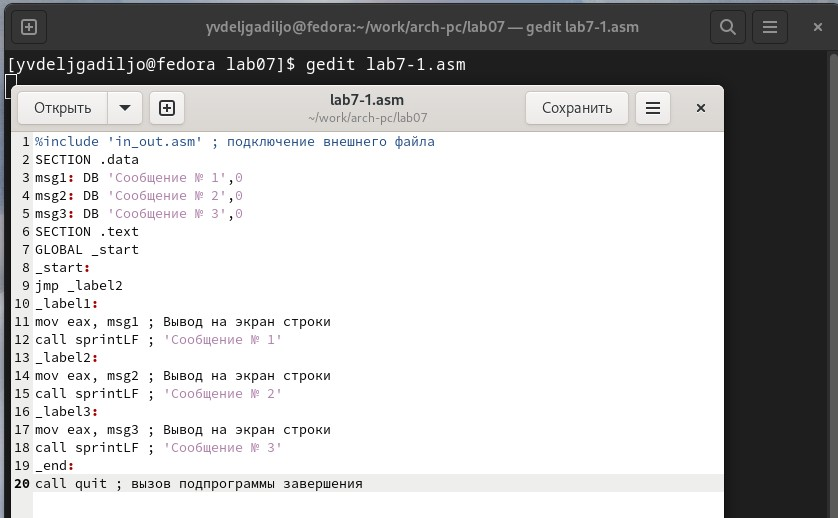 yvdeljgadiljo@fedora:~/work/arch-pc/lab07 — gedit lab7-1.asm
[yvdeljgadiljo@fedora lab07]$ gedit lab7-1.asm
Открыть
lab7-1.asm
~/work/arch-pc/lab07
Сохранить
1 %include 'in_out.asm' ; подключение внешнего файла
2 SECTION .data
3 msg1: DB 'Сообщение № 1',0
4 msg2: DB 'Сообщение № 2',0
5 msg3: DB 'Сообщение № 3',0
6 SECTION .text
7 GLOBAL _start
8 _start:
9 jmp _label2
10 _label1:
11 mov eax, msg1 ; Вывод на экран строки
12 call sprintLF ; 'Сообщение № 1'
13 _label2:
14 mov eax, msg2 ; Вывод на экран строки
15 call sprintLF ; 'Сообщение № 2'
16 _label3:
17 mov eax, msg3 ; Вывод на экран строки
18 call sprintLF ; 'Сообщение № 3'
19 _end:
20 call quit ; вызов подпрограммы завершения